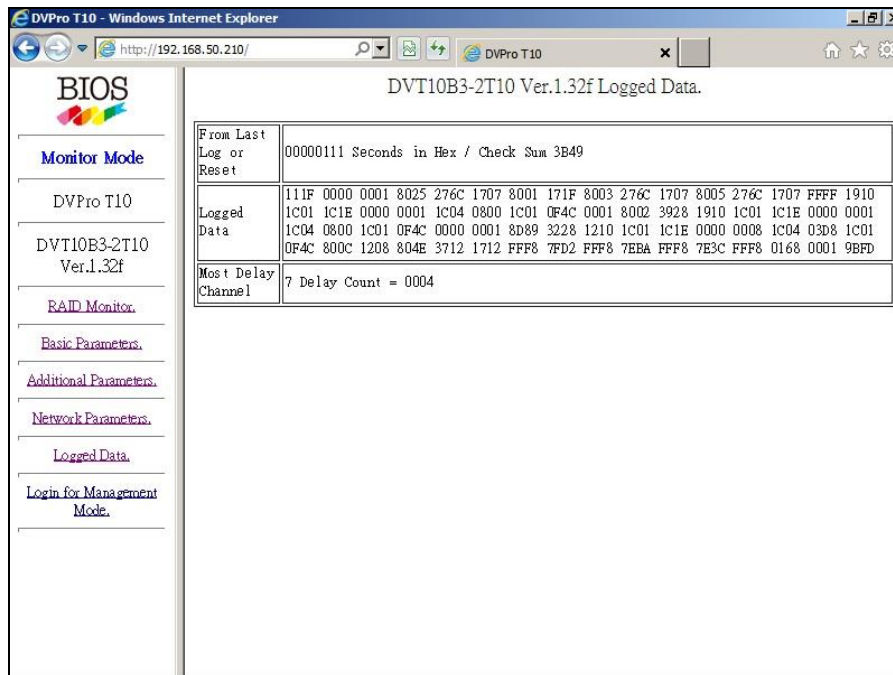 DVPro T10 - Windows Internet Explorer
http://192.168.50.210/
DVPro T10
BIOS
Monitor Mode
DVPro T10
DVT10B3-2T10
Ver.1.32f
RAID Monitor.
Basic Parameters.
Additional Parameters.
Network Parameters.
Logged Data.
Login for Management
Mode.
DVT10B3-2T10 Ver.1.32f Logged Data.
From Last
Log or
Reset
00000111 Seconds in Hex / Check Sum 3B49
Logged
Data
111F 0000 0001 8025 276C 1707 8001 171F 8003 276C 1707 8005 276C 1707 FFFF 1910
1C01 1C1E 0000 0001 1C04 0800 1C01 0F4C 0001 8002 3928 1910 1C01 1C1E 0000 0001
1C04 0800 1C01 0F4C 0000 0001 8D89 3228 1210 1C01 1C1E 0000 0008 1C04 03D8 1C01
0F4C 800C 1208 804E 3712 1712 FFF8 7FD2 FFF8 7EBA FFF8 7E3C FFF8 0168 0001 9BFD
Most Delay
Channel
7 Delay Count = 0004